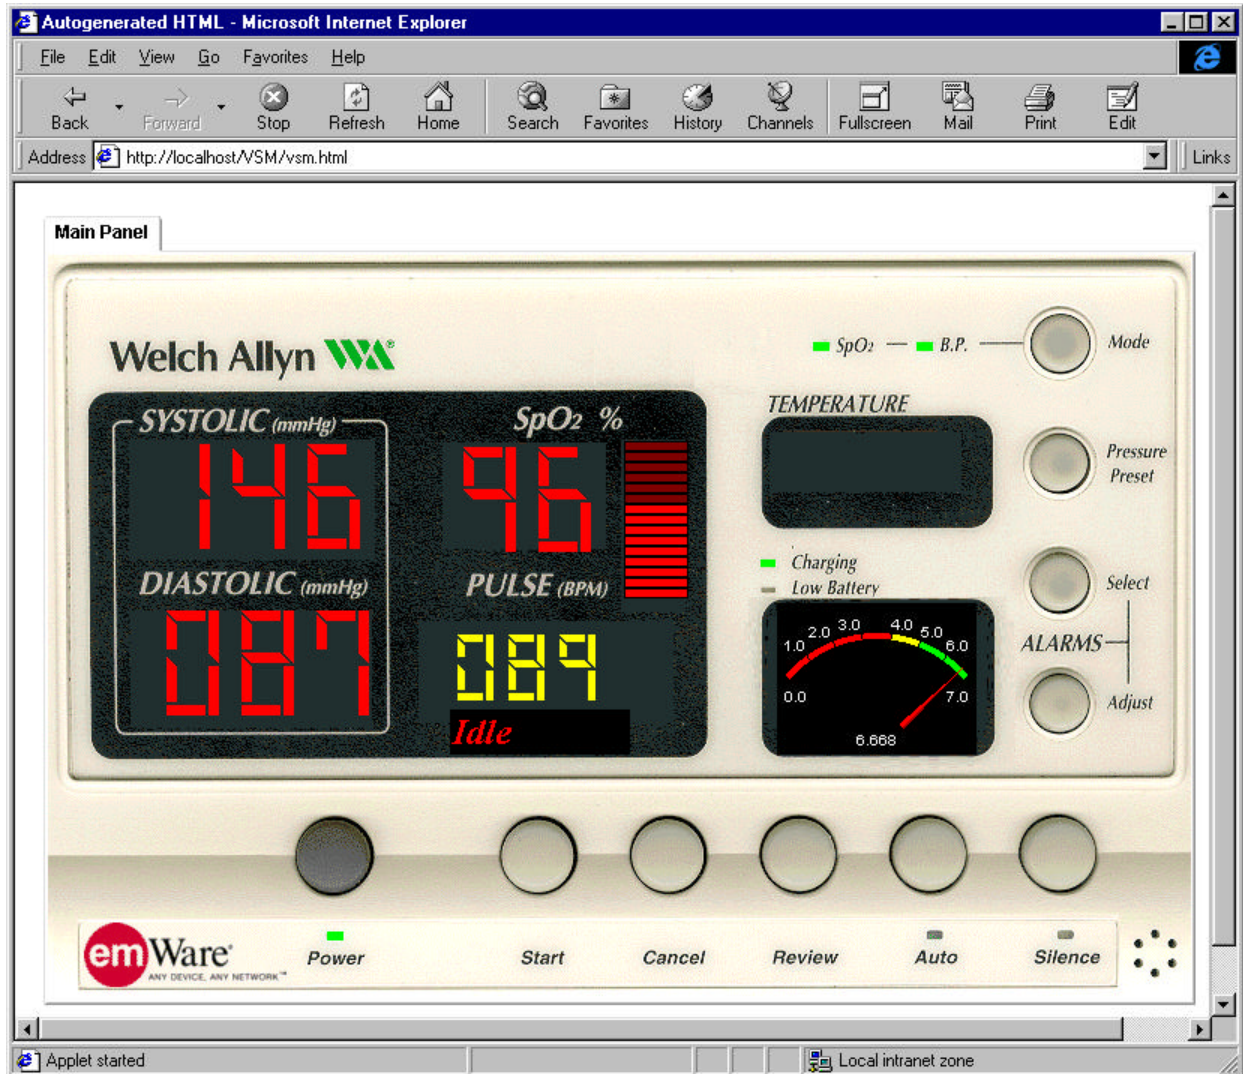 Autogenerated HTML - Microsoft Internet Explorer
File Edit View Go Favorites Help
Back Forward Stop Refresh Home Search Favorites History Channels Fullscreen Mail Print Edit
Address http://localhost/VSM/vsm.html Links
Main Panel
Welch Allyn WA®
SpO2 B.P. Mode
SYSTOLIC (mmHg) SpO2 %
146 96
TEMPERATURE
Pressure
Preset
DIASTOLIC (mmHg) PULSE (BPM)
087 089
Idle
Charging
Low Battery
Select
ALARMS
Adjust
0.0 1.0 2.0 3.0 4.0 5.0 6.0 7.0
6.668
emWare®
ANY DEVICE, ANY NETWORK™
Power Start Cancel Review Auto Silence
Applet started Local intranet zone